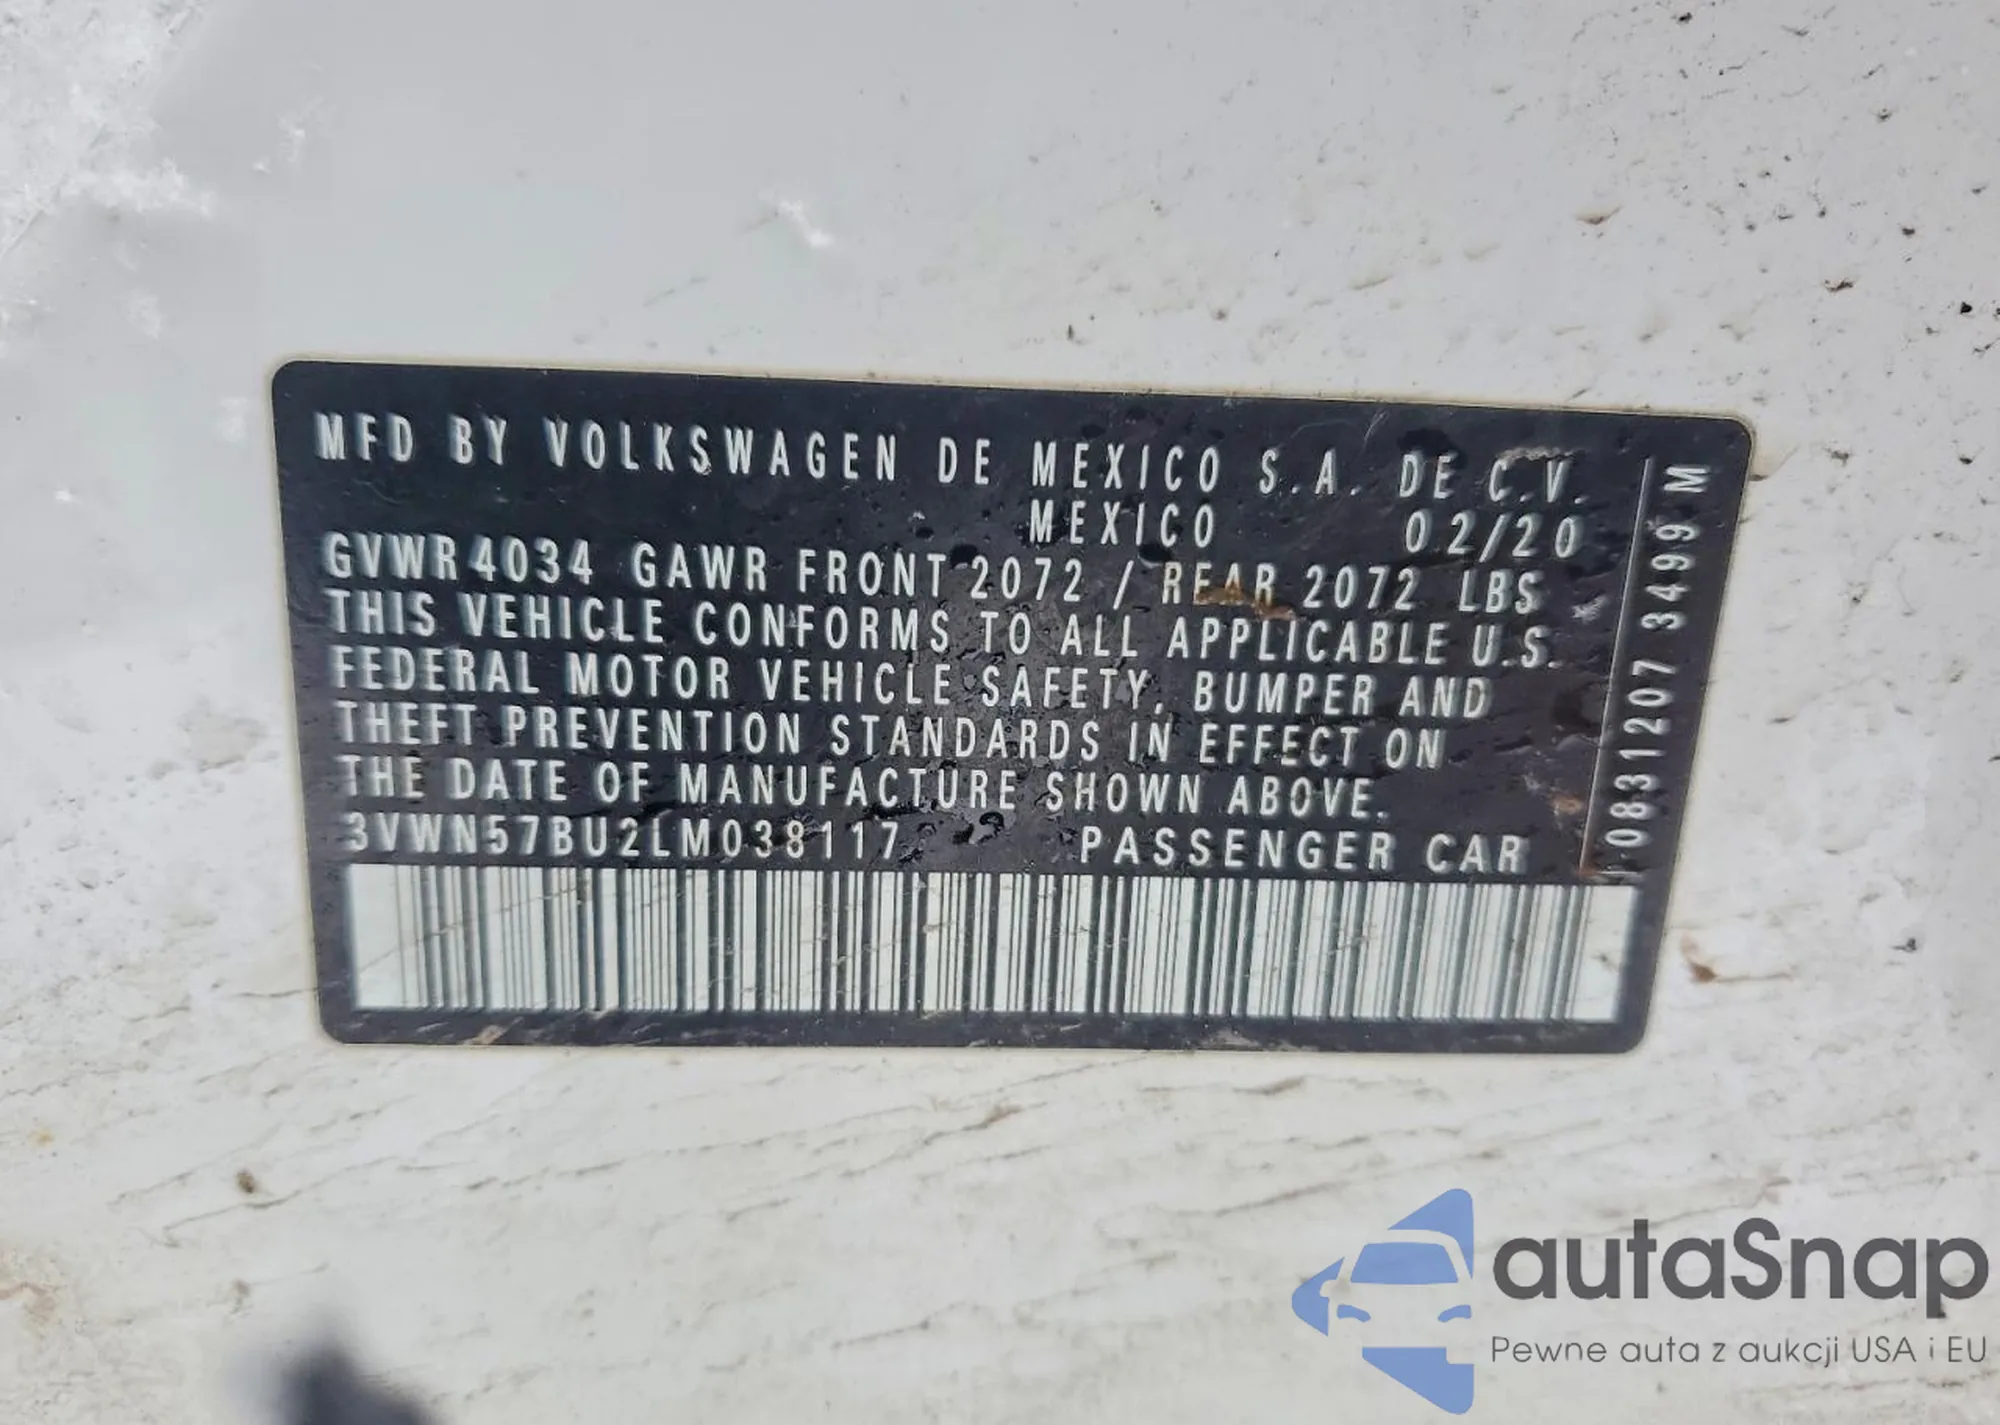 MFD BY VOLKSWAGEN DE MEXICO S.A. DE C.V.
MEXICO 02/20
GVWR 4034 GAWR FRONT 2072 / REAR 2072 LBS
THIS VEHICLE CONFORMS TO ALL APPLICABLE U.S.
FEDERAL MOTOR VEHICLE SAFETY, BUMPER AND
THEFT PREVENTION STANDARDS IN EFFECT ON
THE DATE OF MANUFACTURE SHOWN ABOVE.
3VWN57BU2LM038117 PASSENGER CAR
0831207 3499 M
autaSnap
Pewne auta z aukcji USA i EU